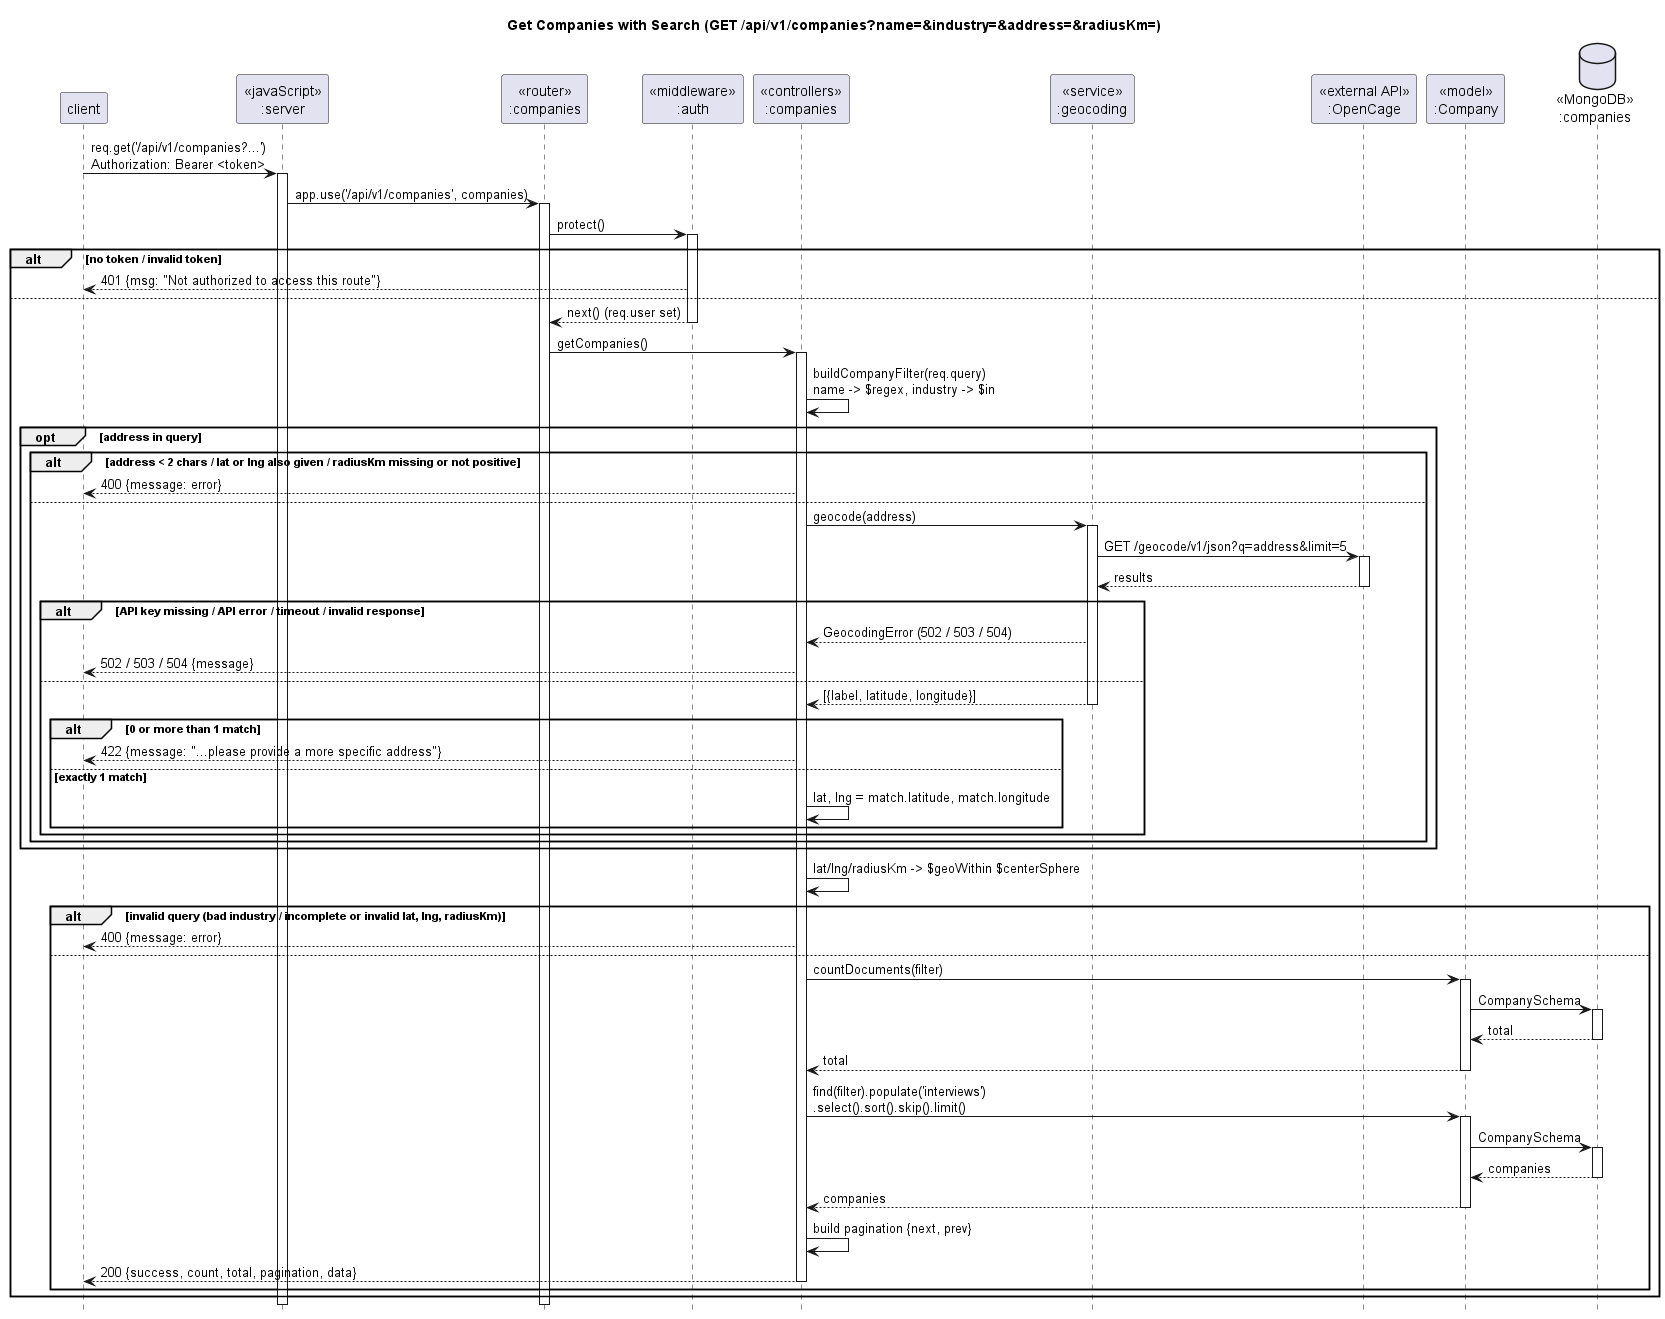 Get Companies with Search (GET /api/v1/companies?name=&industry=&address=&radiusKm=)
client
«javaScript»
:server
«router»
:companies
«middleware»
:auth
«controllers»
:companies
«service»
:geocoding
«external API»
:OpenCage
«model»
:Company
«MongoDB»
:companies
req.get('/api/v1/companies?...')
Authorization: Bearer <token>
app.use('/api/v1/companies', companies)
protect()
alt [no token / invalid token]
401 {msg: "Not authorized to access this route"}
next() (req.user set)
getCompanies()
buildCompanyFilter(req.query)
name -> $regex, industry -> $in
opt [address in query]
alt [address < 2 chars / lat or lng also given / radiusKm missing or not positive]
400 {message: error}
geocode(address)
GET /geocode/v1/json?q=address&limit=5
results
alt [API key missing / API error / timeout / invalid response]
GeocodingError (502 / 503 / 504)
502 / 503 / 504 {message}
[{label, latitude, longitude}]
alt [0 or more than 1 match]
422 {message: "...please provide a more specific address"}
[exactly 1 match]
lat, lng = match.latitude, match.longitude
lat/lng/radiusKm -> $geoWithin $centerSphere
alt [invalid query (bad industry / incomplete or invalid lat, lng, radiusKm)]
400 {message: error}
countDocuments(filter)
CompanySchema
total
total
find(filter).populate('interviews')
.select().sort().skip().limit()
CompanySchema
companies
companies
build pagination {next, prev}
200 {success, count, total, pagination, data}